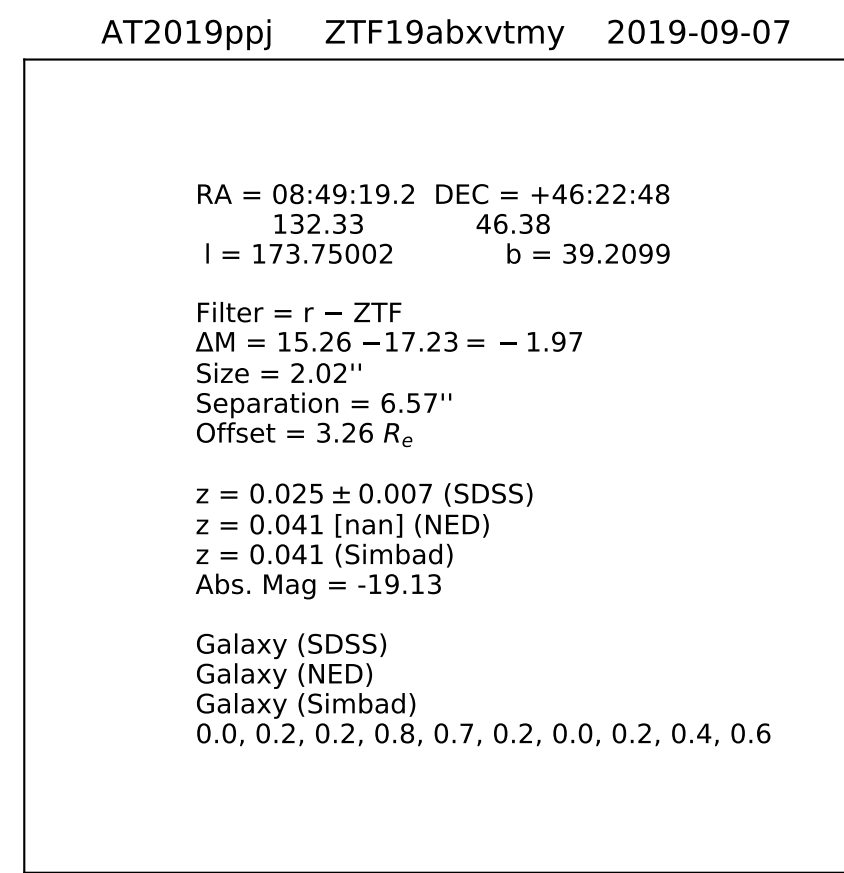 AT2019ppj ZTF19abxvtmy 2019-09-07
RA = 08:49:19.2 DEC = +46:22:48
132.33 46.38
l = 173.75002 b = 39.2099
Filter = r − ZTF
ΔM = 15.26 −17.23 = − 1.97
Size = 2.02''
Separation = 6.57''
Offset = 3.26 Re
z = 0.025 ± 0.007 (SDSS)
z = 0.041 [nan] (NED)
z = 0.041 (Simbad)
Abs. Mag = -19.13
Galaxy (SDSS)
Galaxy (NED)
Galaxy (Simbad)
0.0, 0.2, 0.2, 0.8, 0.7, 0.2, 0.0, 0.2, 0.4, 0.6